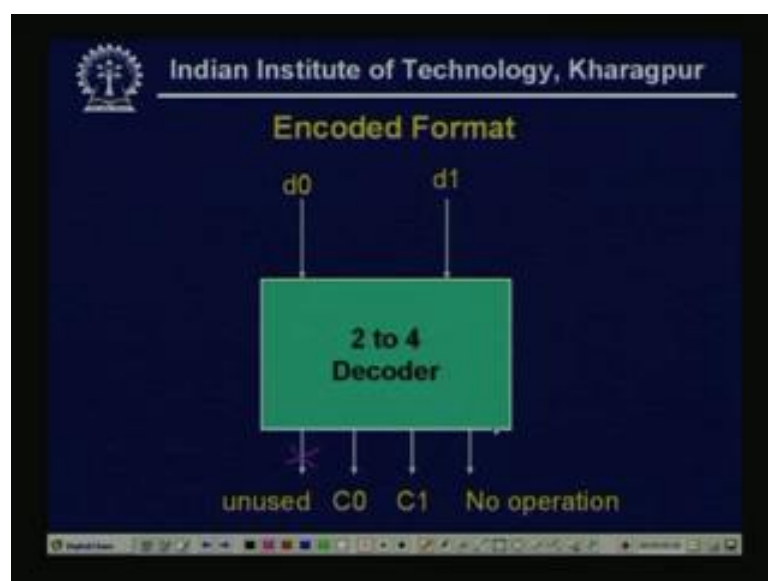 Indian Institute of Technology, Kharagpur
Encoded Format
d0 d1
2 to 4
Decoder
unused C0 C1 No operation